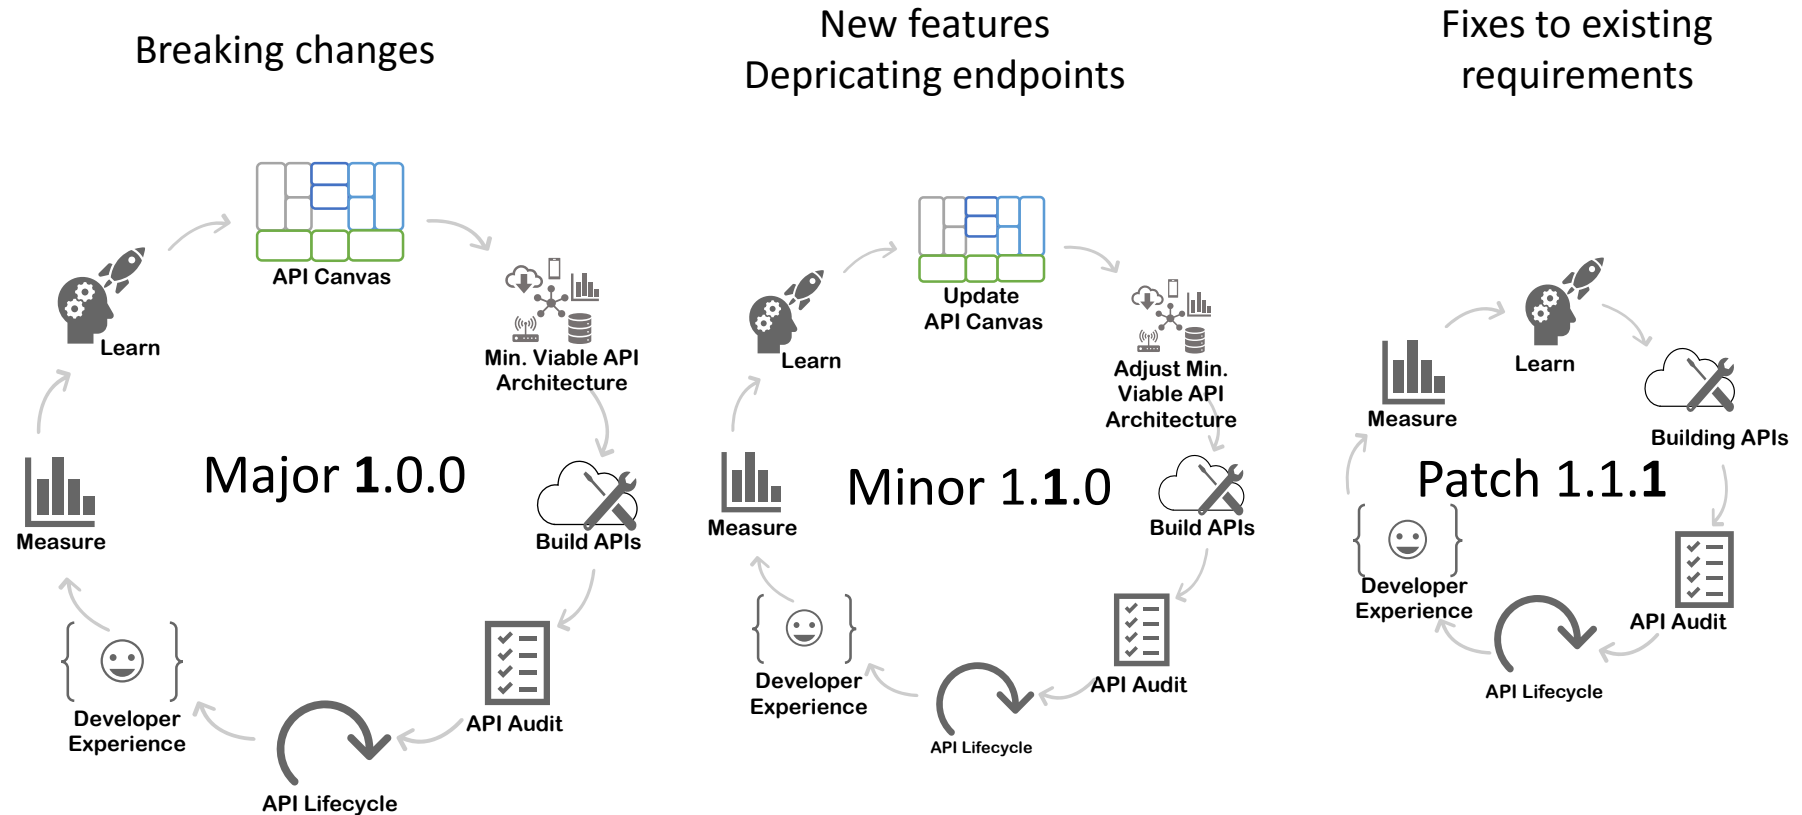 Breaking changes
API Canvas
Learn
Min. Viable API
Architecture
Major 1.0.0
Measure
Build APIs
Developer
Experience
API Audit
API Lifecycle
New features
Depricating endpoints
Update
API Canvas
Learn
Adjust Min.
Viable API
Architecture
Minor 1.1.0
Measure
Build APIs
Developer
Experience
API Audit
API Lifecycle
Fixes to existing
requirements
Learn
Measure
Building APIs
Patch 1.1.1
Developer
Experience
API Audit
API Lifecycle